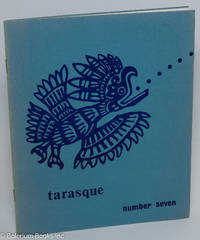 tarasque
number seven
© Bolerium Books Inc.